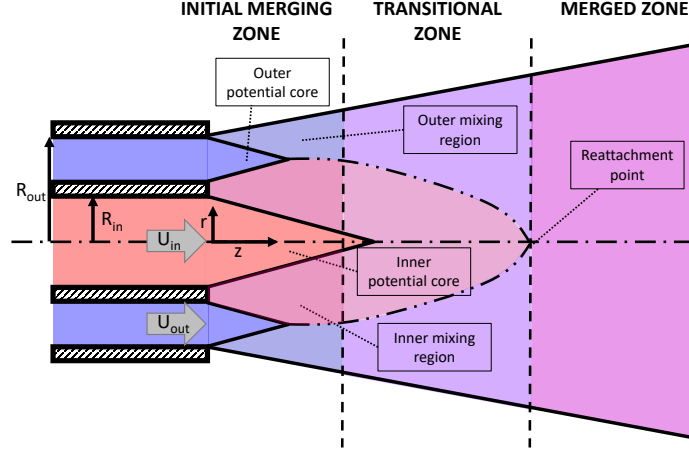 INITIAL MERGING
ZONE
TRANSITIONAL
ZONE
MERGED ZONE
Outer
potential core
Outer mixing
region
Reattachment
point
R_out
R_in
U_in
r
z
Inner
potential core
U_out
Inner mixing
region